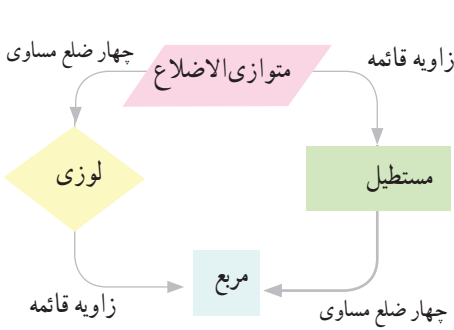 زاویه قائمه
چهار ضلع مساوی
متوازی‌الاضلاع
مستطیل
لوزی
مربع
چهار ضلع مساوی
زاویه قائمه